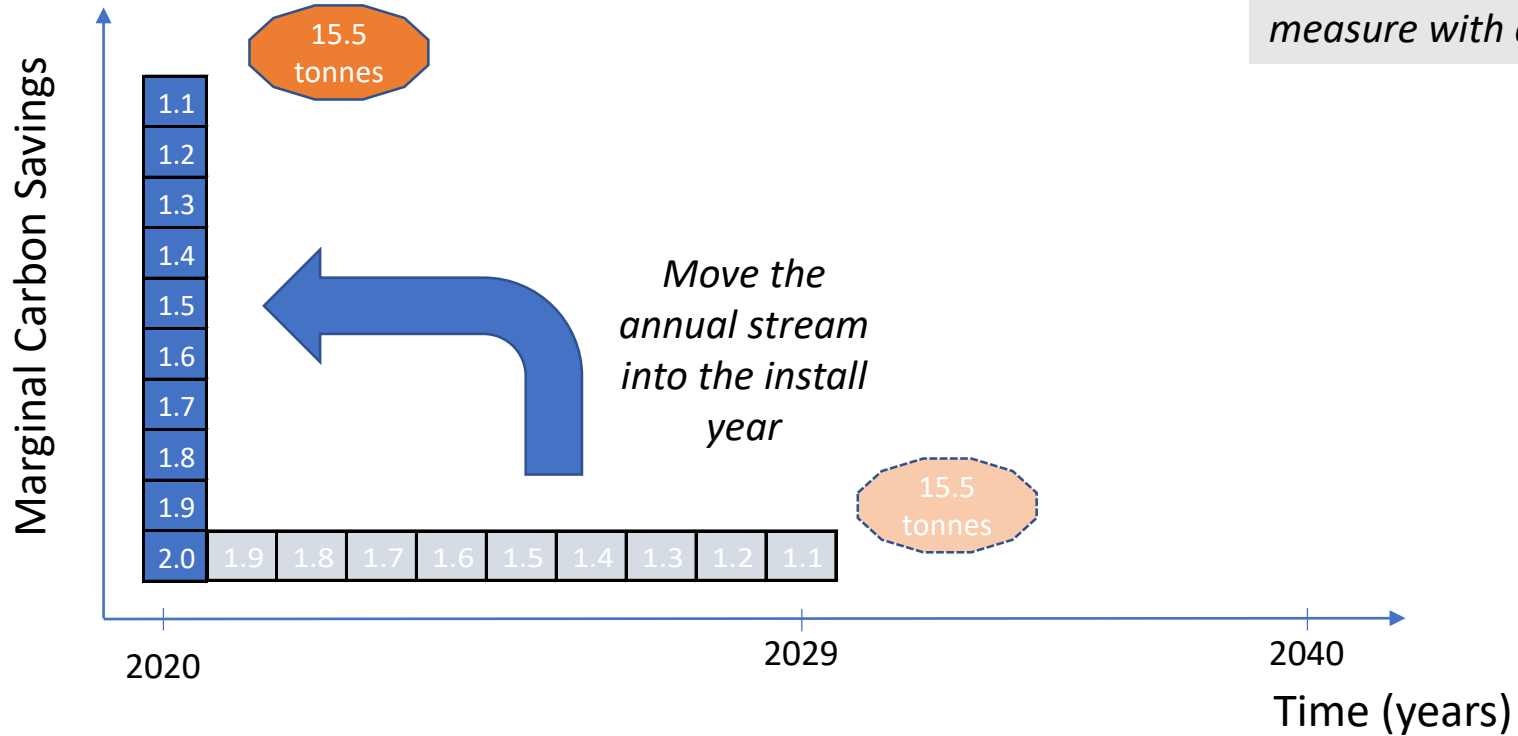 measure with
15.5
tonnes
Marginal Carbon Savings
1.1
1.2
1.3
1.4
1.5
1.6
1.7
1.8
1.9
2.0 1.9 1.8 1.7 1.6 1.5 1.4 1.3 1.2 1.1
Move the
annual stream
into the install
year
15.5
tonnes
2020 2029 2040
Time (years)